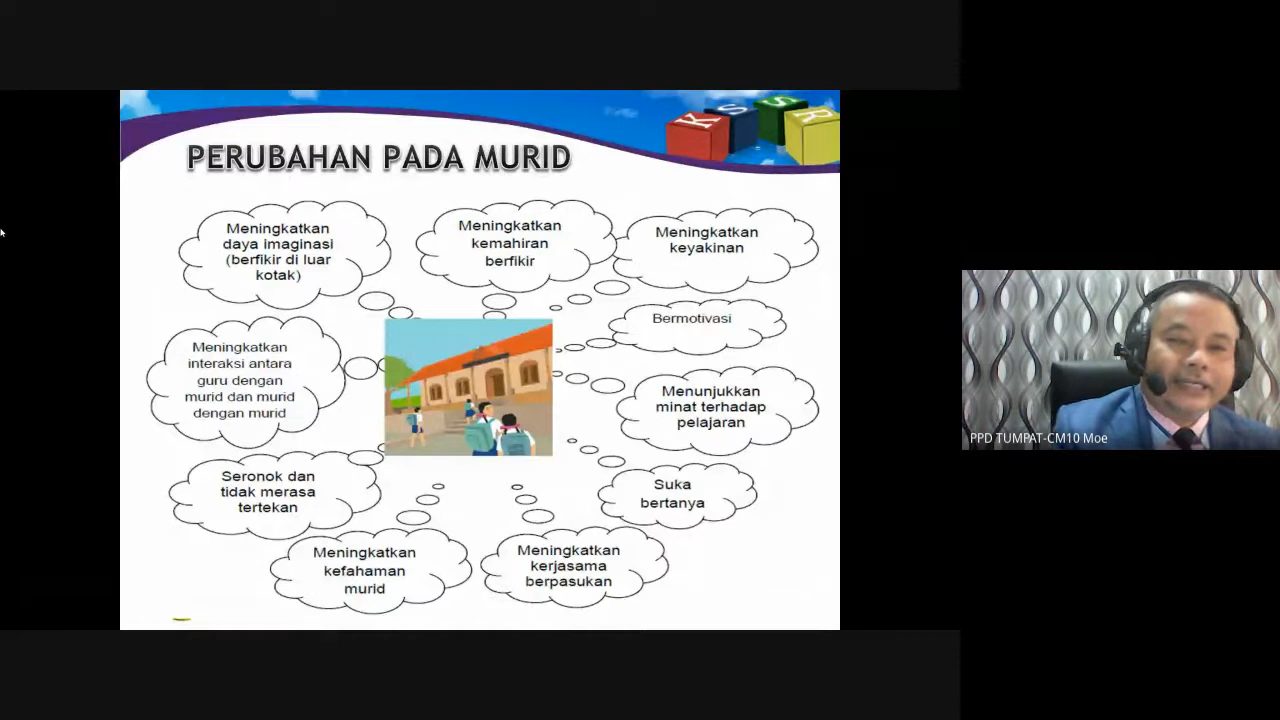 K S S R
PERUBAHAN PADA MURID
Meningkatkan
daya imaginasi
(berfikir di luar
kotak)
Meningkatkan
kemahiran
berfikir
Meningkatkan
keyakinan
Bermotivasi
Meningkatkan
interaksi antara
guru dengan
murid dan murid
dengan murid
Menunjukkan
minat terhadap
pelajaran
Seronok dan
tidak merasa
tertekan
Suka
bertanya
Meningkatkan
kefahaman
murid
Meningkatkan
kerjasama
berpasukan
PPD TUMPAT-CM10 Moe